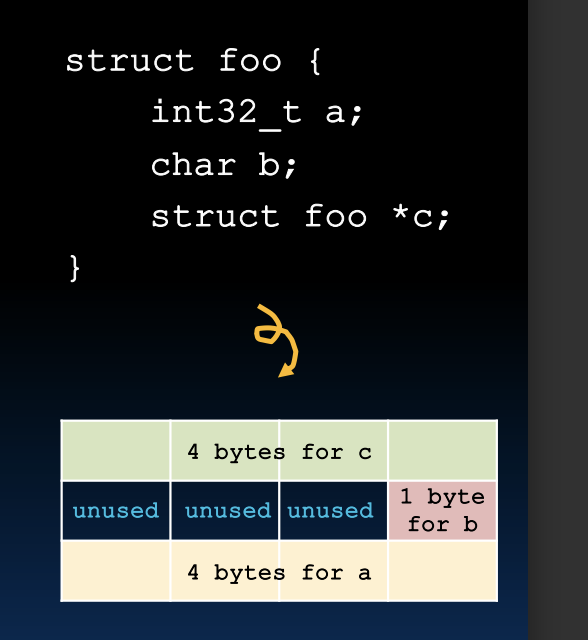 struct foo {
    int32_t a;
    char b;
    struct foo *c;
}
4 bytes for c
unused unused unused 1 byte
for b
4 bytes for a